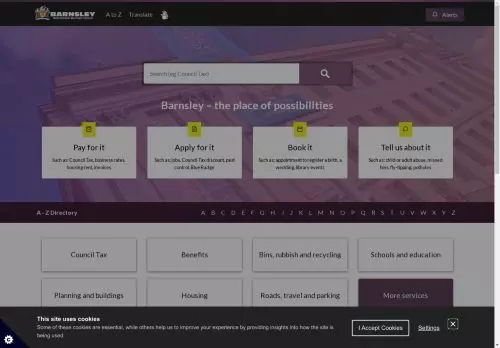 BARNSLEY
A to Z
Translate
Alerts
Search (eg Council Tax)
Barnsley – the place of possibilities
Pay for it
Such as: Council Tax, business rates,
housing rent, invoices
Apply for it
Such as: jobs, Council Tax discount, pest
control, Blue Badge
Book it
Such as: appointment to register a birth, a
wedding, library events
Tell us about it
Such as: child or adult abuse, missed
bins, fly-tipping, potholes
A-Z Directory
A B C D E F G H I J K L M N O P Q R S T U V W X Y Z
Council Tax
Benefits
Bins, rubbish and recycling
Schools and education
Planning and buildings
Housing
Roads, travel and parking
More services
This site uses cookies
Some of these cookies are essential, while others help us to improve your experience by providing insights into how the site is
being used.
I Accept Cookies
Settings